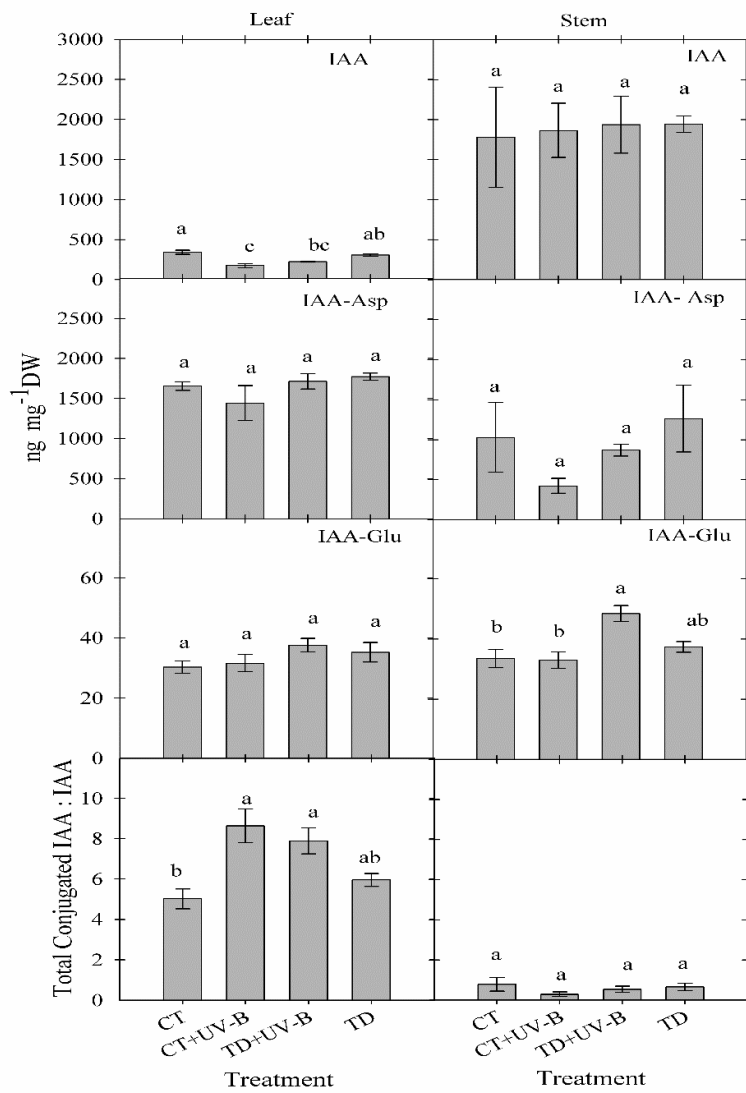 Leaf
Stem
3000
2500
2000
1500
1000
500
0
IAA
a
c
bc
ab
IAA
a
a
a
a
2500
2000
1500
1000
500
0
IAA-Asp
a
a
a
a
IAA- Asp
a
a
a
a
ng mg-1DW
60
40
20
0
IAA-Glu
a
a
a
a
IAA-Glu
b
b
a
ab
Total Conjugated IAA : IAA
10
8
6
4
2
0
b
a
a
ab
a
a
a
a
CT
CT+UV-B
TD+UV-B
TD
CT
CT+UV-B
TD+UV-B
TD
Treatment
Treatment